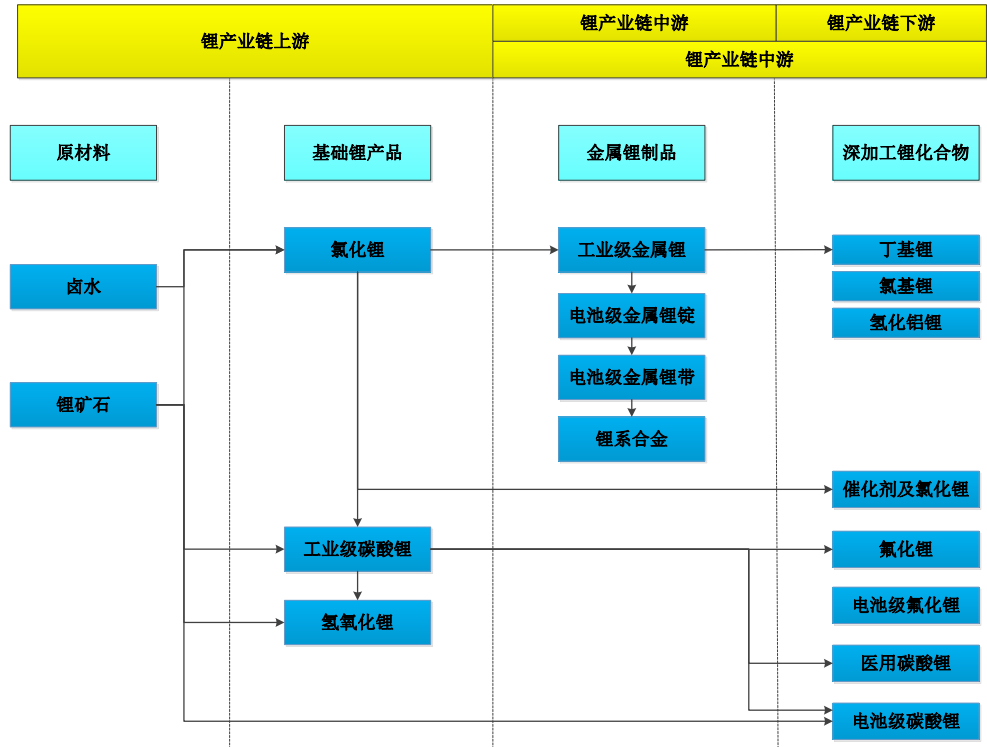 锂产业链上游
锂产业链中游
锂产业链下游
锂产业链中游
原材料
基础锂产品
金属锂制品
深加工锂化合物
氯化锂
工业级金属锂
丁基锂
卤水
氯基锂
电池级金属锂锭
氢化铝锂
电池级金属锂带
锂矿石
锂系合金
催化剂及氯化锂
工业级碳酸锂
氟化锂
电池级氟化锂
氢氧化锂
医用碳酸锂
电池级碳酸锂